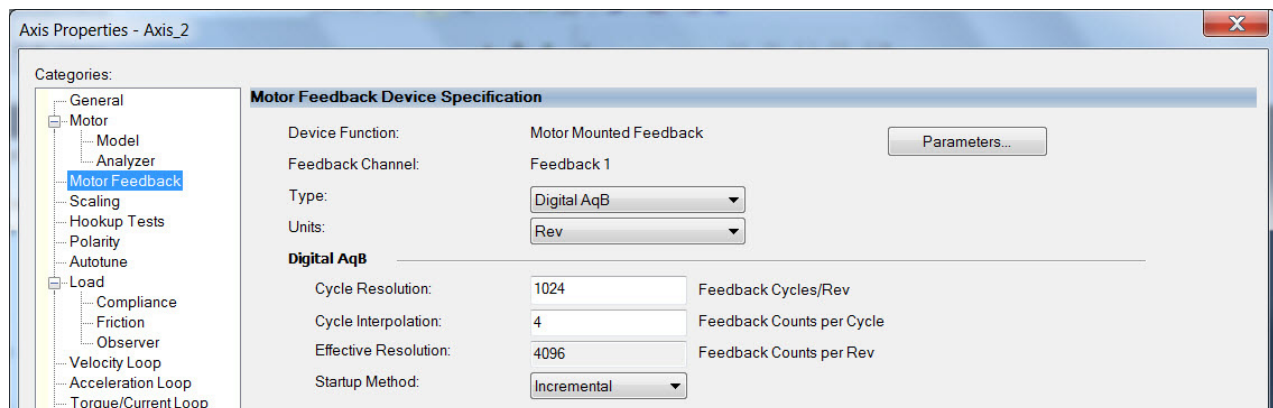 Axis Properties - Axis_2
X
Categories:
General
Motor
Model
Analyzer
Motor Feedback
Scaling
Hookup Tests
Polarity
Autotune
Load
Compliance
Friction
Observer
Velocity Loop
Acceleration Loop
Torque/Current Loop
Motor Feedback Device Specification
Device Function: Motor Mounted Feedback Parameters...
Feedback Channel: Feedback 1
Type: Digital AqB
Units: Rev
Digital AqB
Cycle Resolution: 1024 Feedback Cycles/Rev
Cycle Interpolation: 4 Feedback Counts per Cycle
Effective Resolution: 4096 Feedback Counts per Rev
Startup Method: Incremental